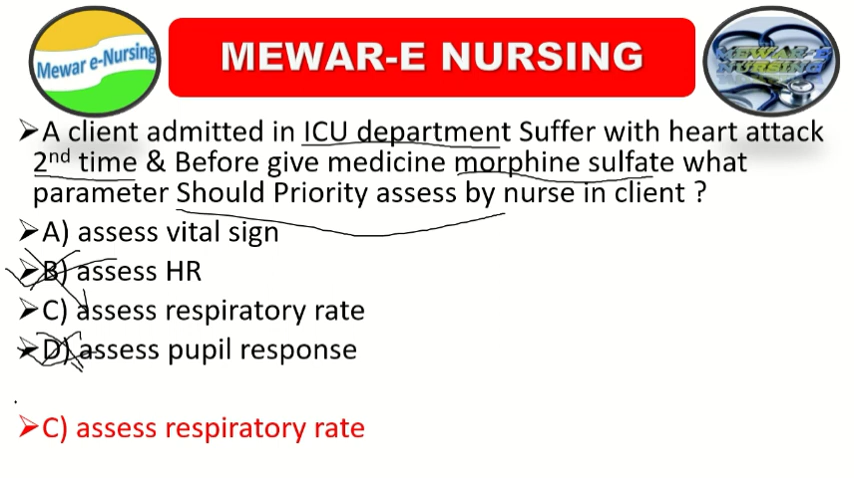 Mewar e-Nursing
MEWAR-E NURSING
MEWAR-E
NURSING
➢A client admitted in ICU department Suffer with heart attack
2nd time & Before give medicine morphine sulfate what
parameter Should Priority assess by nurse in client ?
➢A) assess vital sign
➢B) assess HR
➢C) assess respiratory rate
➢D) assess pupil response
➢C) assess respiratory rate